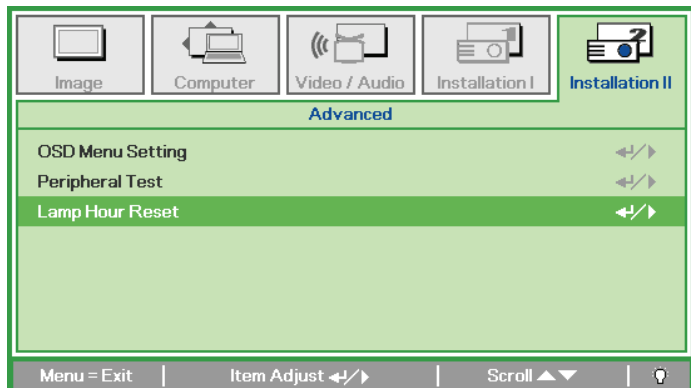 Image Computer Video / Audio Installation I Installation II
Advanced
OSD Menu Setting
Peripheral Test
Lamp Hour Reset
Menu = Exit Item Adjust Scroll